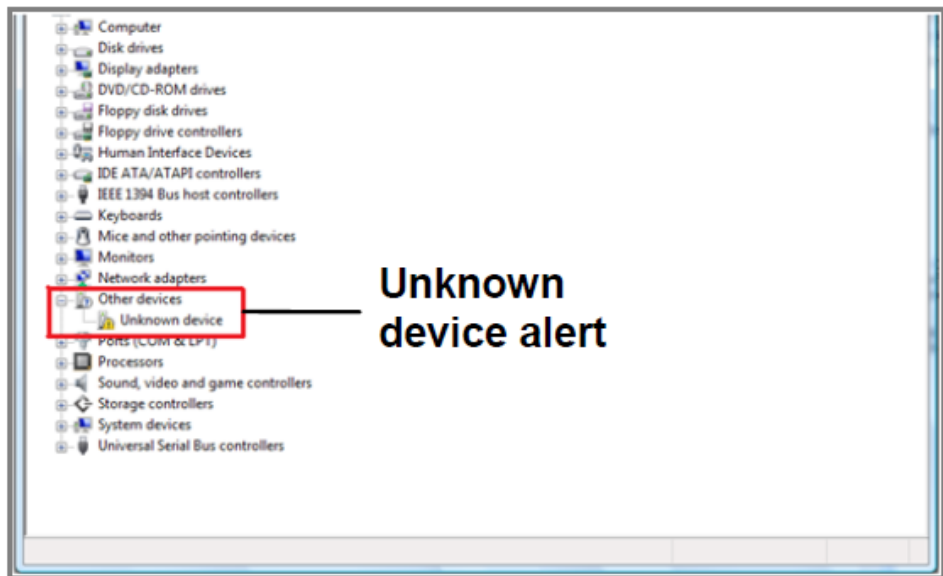 Computer
Disk drives
Display adapters
DVD/CD-ROM drives
Floppy disk drives
Floppy drive controllers
Human Interface Devices
IDE ATA/ATAPI controllers
IEEE 1394 Bus host controllers
Keyboards
Mice and other pointing devices
Monitors
Network adapters
Other devices
Unknown device
Ports (COM & LPT)
Processors
Sound, video and game controllers
Storage controllers
System devices
Universal Serial Bus controllers
Unknown
device alert